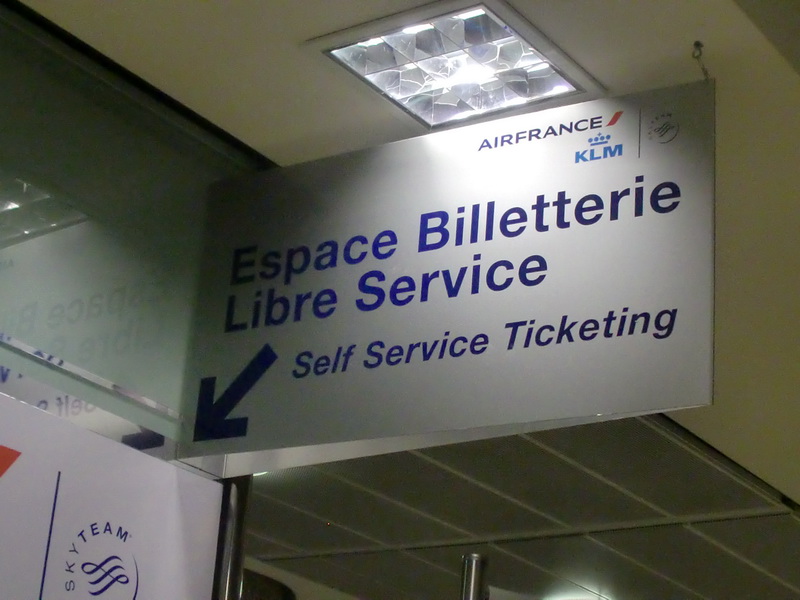 AIRFRANCE
KLM
Espace Billetterie
Libre Service
Self Service Ticketing
SKYTEAM